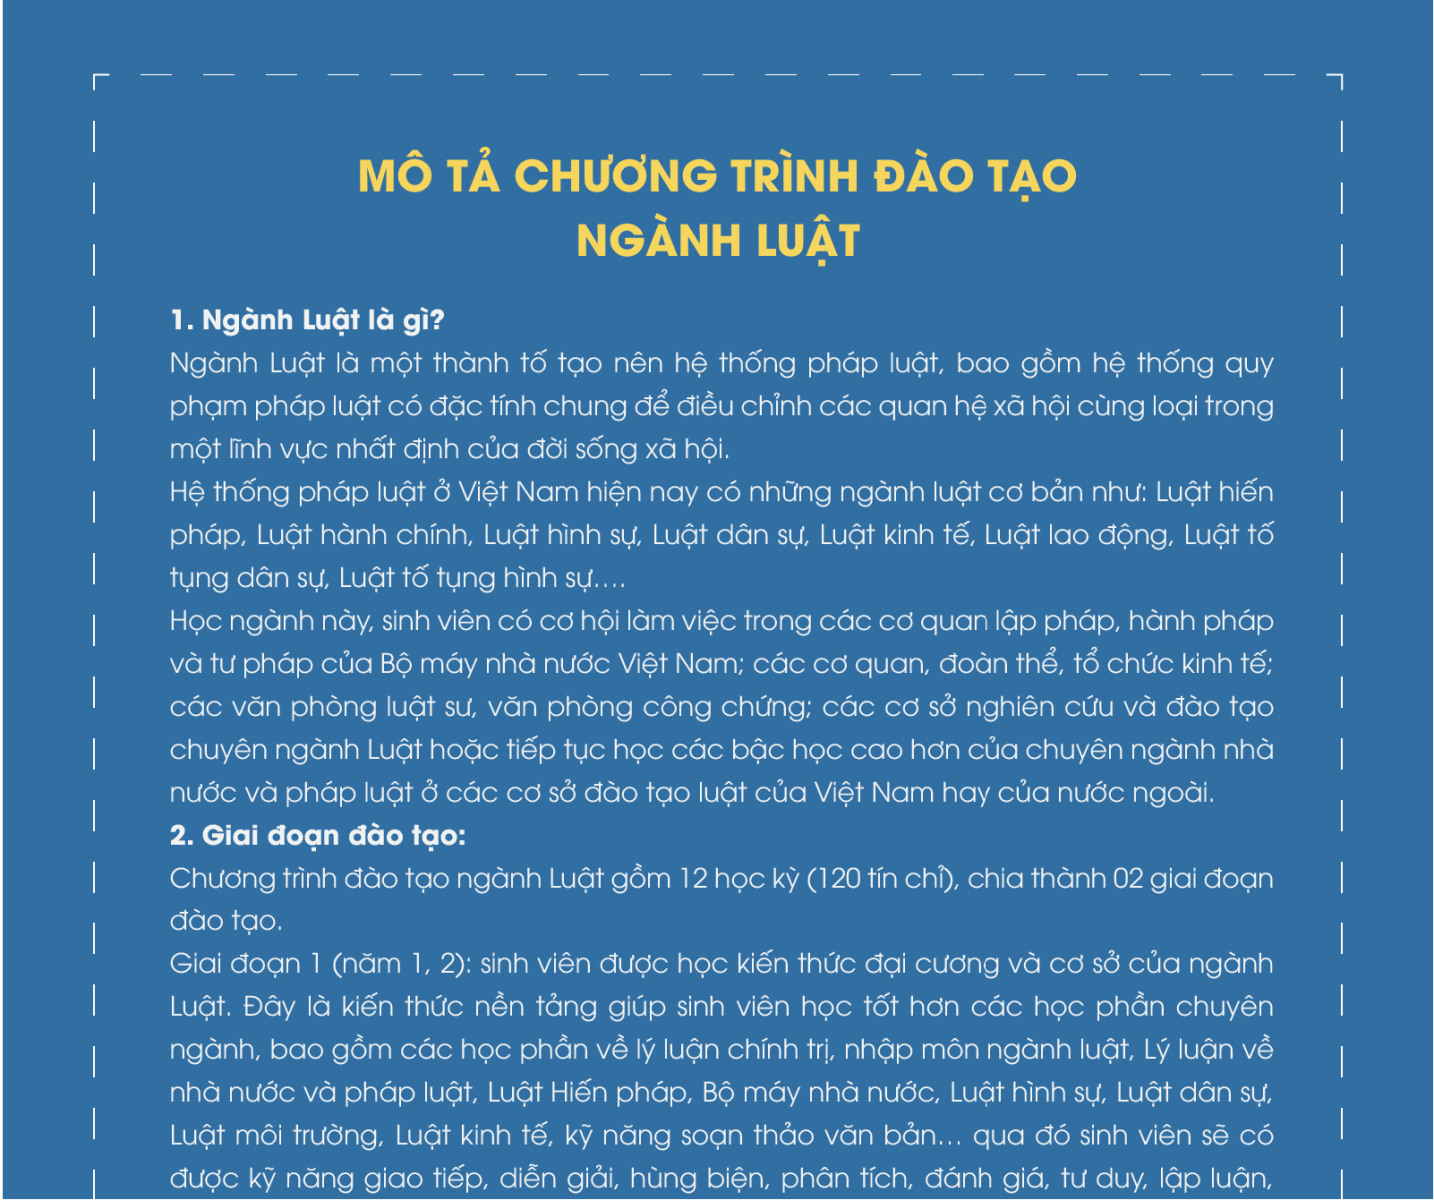 MÔ TẢ CHƯƠNG TRÌNH ĐÀO TẠO
NGÀNH LUẬT
1. Ngành Luật là gì?
Ngành Luật là một thành tố tạo nên hệ thống pháp luật, bao gồm hệ thống quy
phạm pháp luật có đặc tính chung để điều chỉnh các quan hệ xã hội cùng loại trong
một lĩnh vực nhất định của đời sống xã hội.
Hệ thống pháp luật ở Việt Nam hiện nay có những ngành luật cơ bản như: Luật hiến
pháp, Luật hành chính, Luật hình sự, Luật dân sự, Luật kinh tế, Luật lao động, Luật tố
tụng dân sự, Luật tố tụng hình sự….
Học ngành này, sinh viên có cơ hội làm việc trong các cơ quan lập pháp, hành pháp
và tư pháp của Bộ máy nhà nước Việt Nam; các cơ quan, đoàn thể, tổ chức kinh tế;
các văn phòng luật sư, văn phòng công chứng; các cơ sở nghiên cứu và đào tạo
chuyên ngành Luật hoặc tiếp tục học các bậc học cao hơn của chuyên ngành nhà
nước và pháp luật ở các cơ sở đào tạo luật của Việt Nam hay của nước ngoài.
2. Giai đoạn đào tạo:
Chương trình đào tạo ngành Luật gồm 12 học kỳ (120 tín chỉ), chia thành 02 giai đoạn
đào tạo.
Giai đoạn 1 (năm 1, 2): sinh viên được học kiến thức đại cương và cơ sở của ngành
Luật. Đây là kiến thức nền tảng giúp sinh viên học tốt hơn các học phần chuyên
ngành, bao gồm các học phần về lý luận chính trị, nhập môn ngành luật, Lý luận về
nhà nước và pháp luật, Luật Hiến pháp, Bộ máy nhà nước, Luật hình sự, Luật dân sự,
Luật môi trường, Luật kinh tế, kỹ năng soạn thảo văn bản… qua đó sinh viên sẽ có
được kỹ năng giao tiếp, diễn giải, hùng biện, phân tích, đánh giá, tư duy, lập luận,